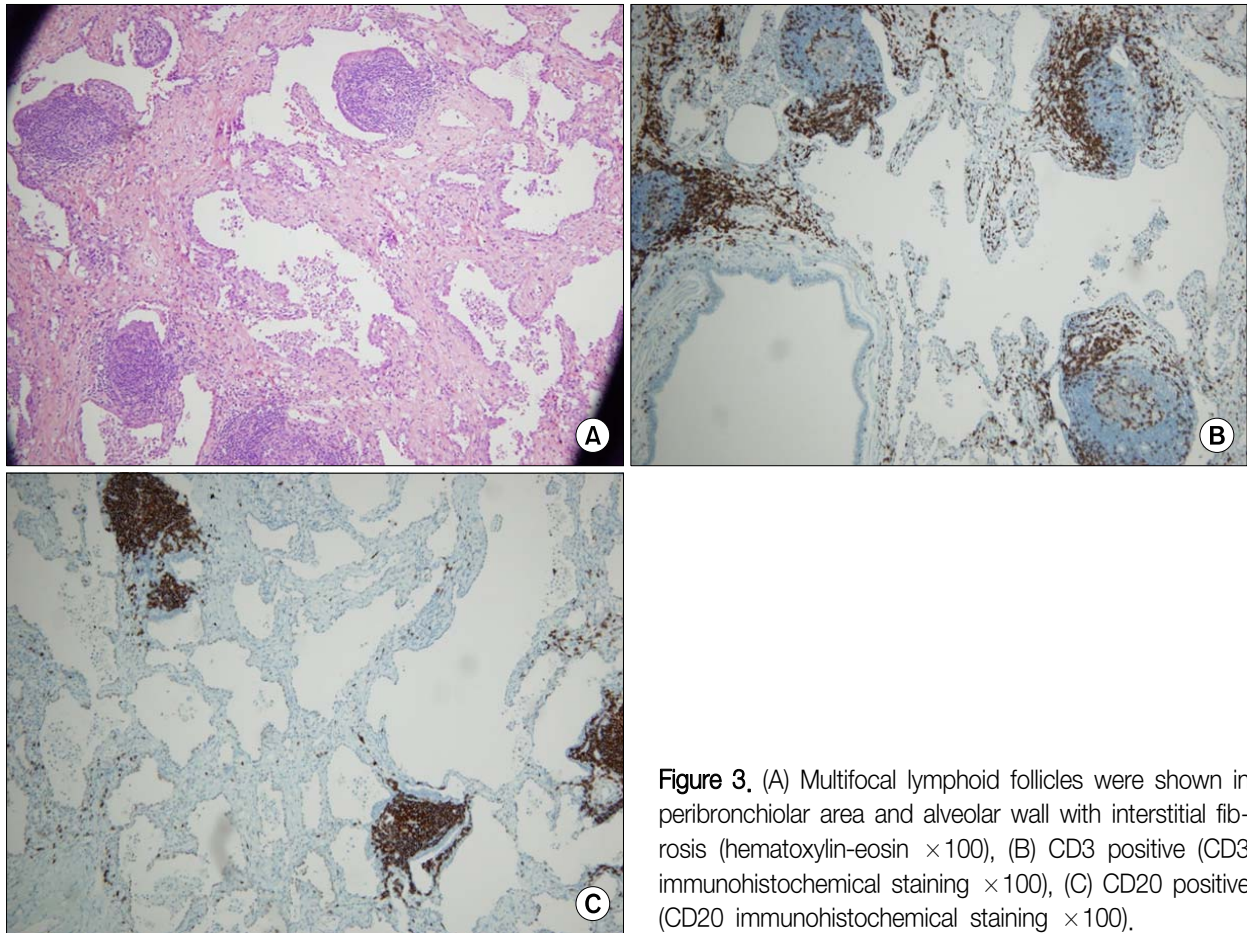 A
B
C
Figure 3. (A) Multifocal lymphoid follicles were shown in
peribronchiolar area and alveolar wall with interstitial fib-
rosis (hematoxylin-eosin ×100), (B) CD3 positive (CD3
immunohistochemical staining ×100), (C) CD20 positive
(CD20 immunohistochemical staining ×100).